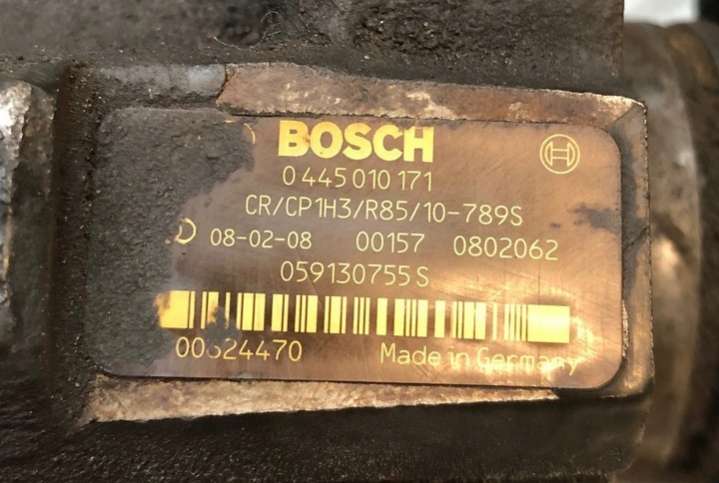 BOSCH
0 445 010 171
CR/CP1H3/R85/10-789S
08-02-08 00157 0802062
059130755 S
Made in Germany